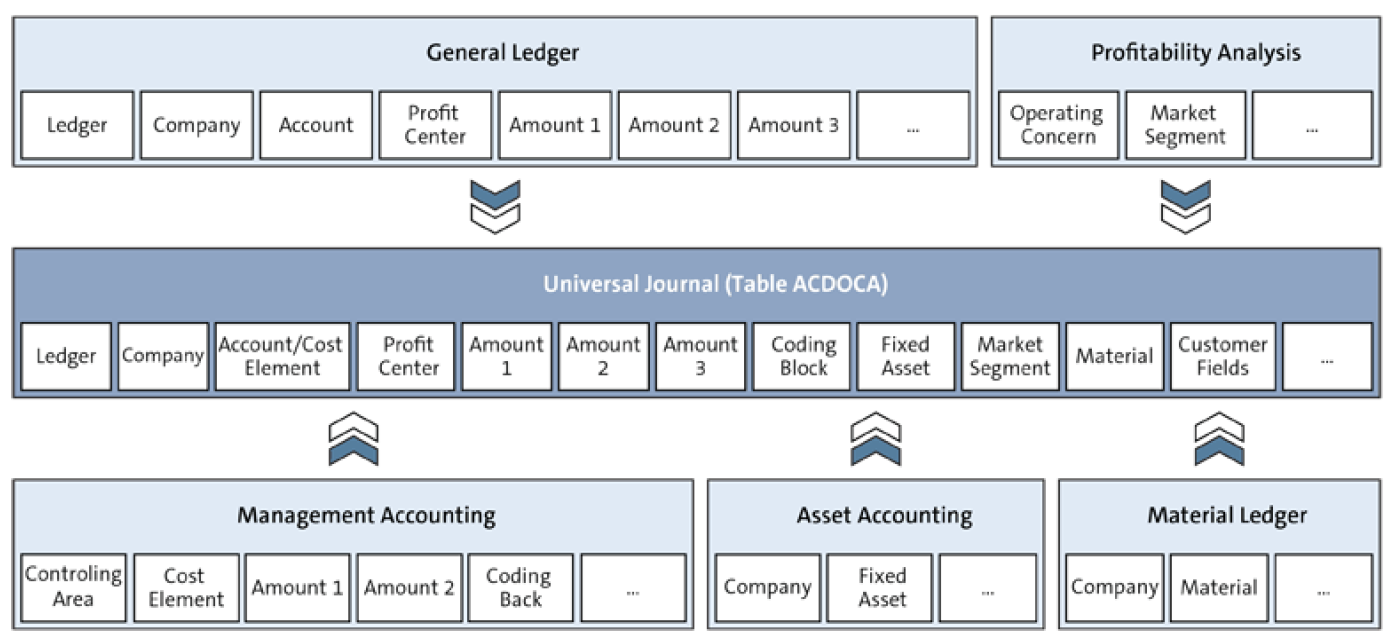 General Ledger
Ledger
Company
Account
Profit
Center
Amount 1
Amount 2
Amount 3
...
Profitability Analysis
Operating
Concern
Market
Segment
...
Universal Journal (Table ACDOCA)
Ledger
Company
Account/Cost
Element
Profit
Center
Amount
1
Amount
2
Amount
3
Coding
Block
Fixed
Asset
Market
Segment
Material
Customer
Fields
...
Management Accounting
Controling
Area
Cost
Element
Amount 1
Amount 2
Coding
Back
...
Asset Accounting
Company
Fixed
Asset
...
Material Ledger
Company
Material
...